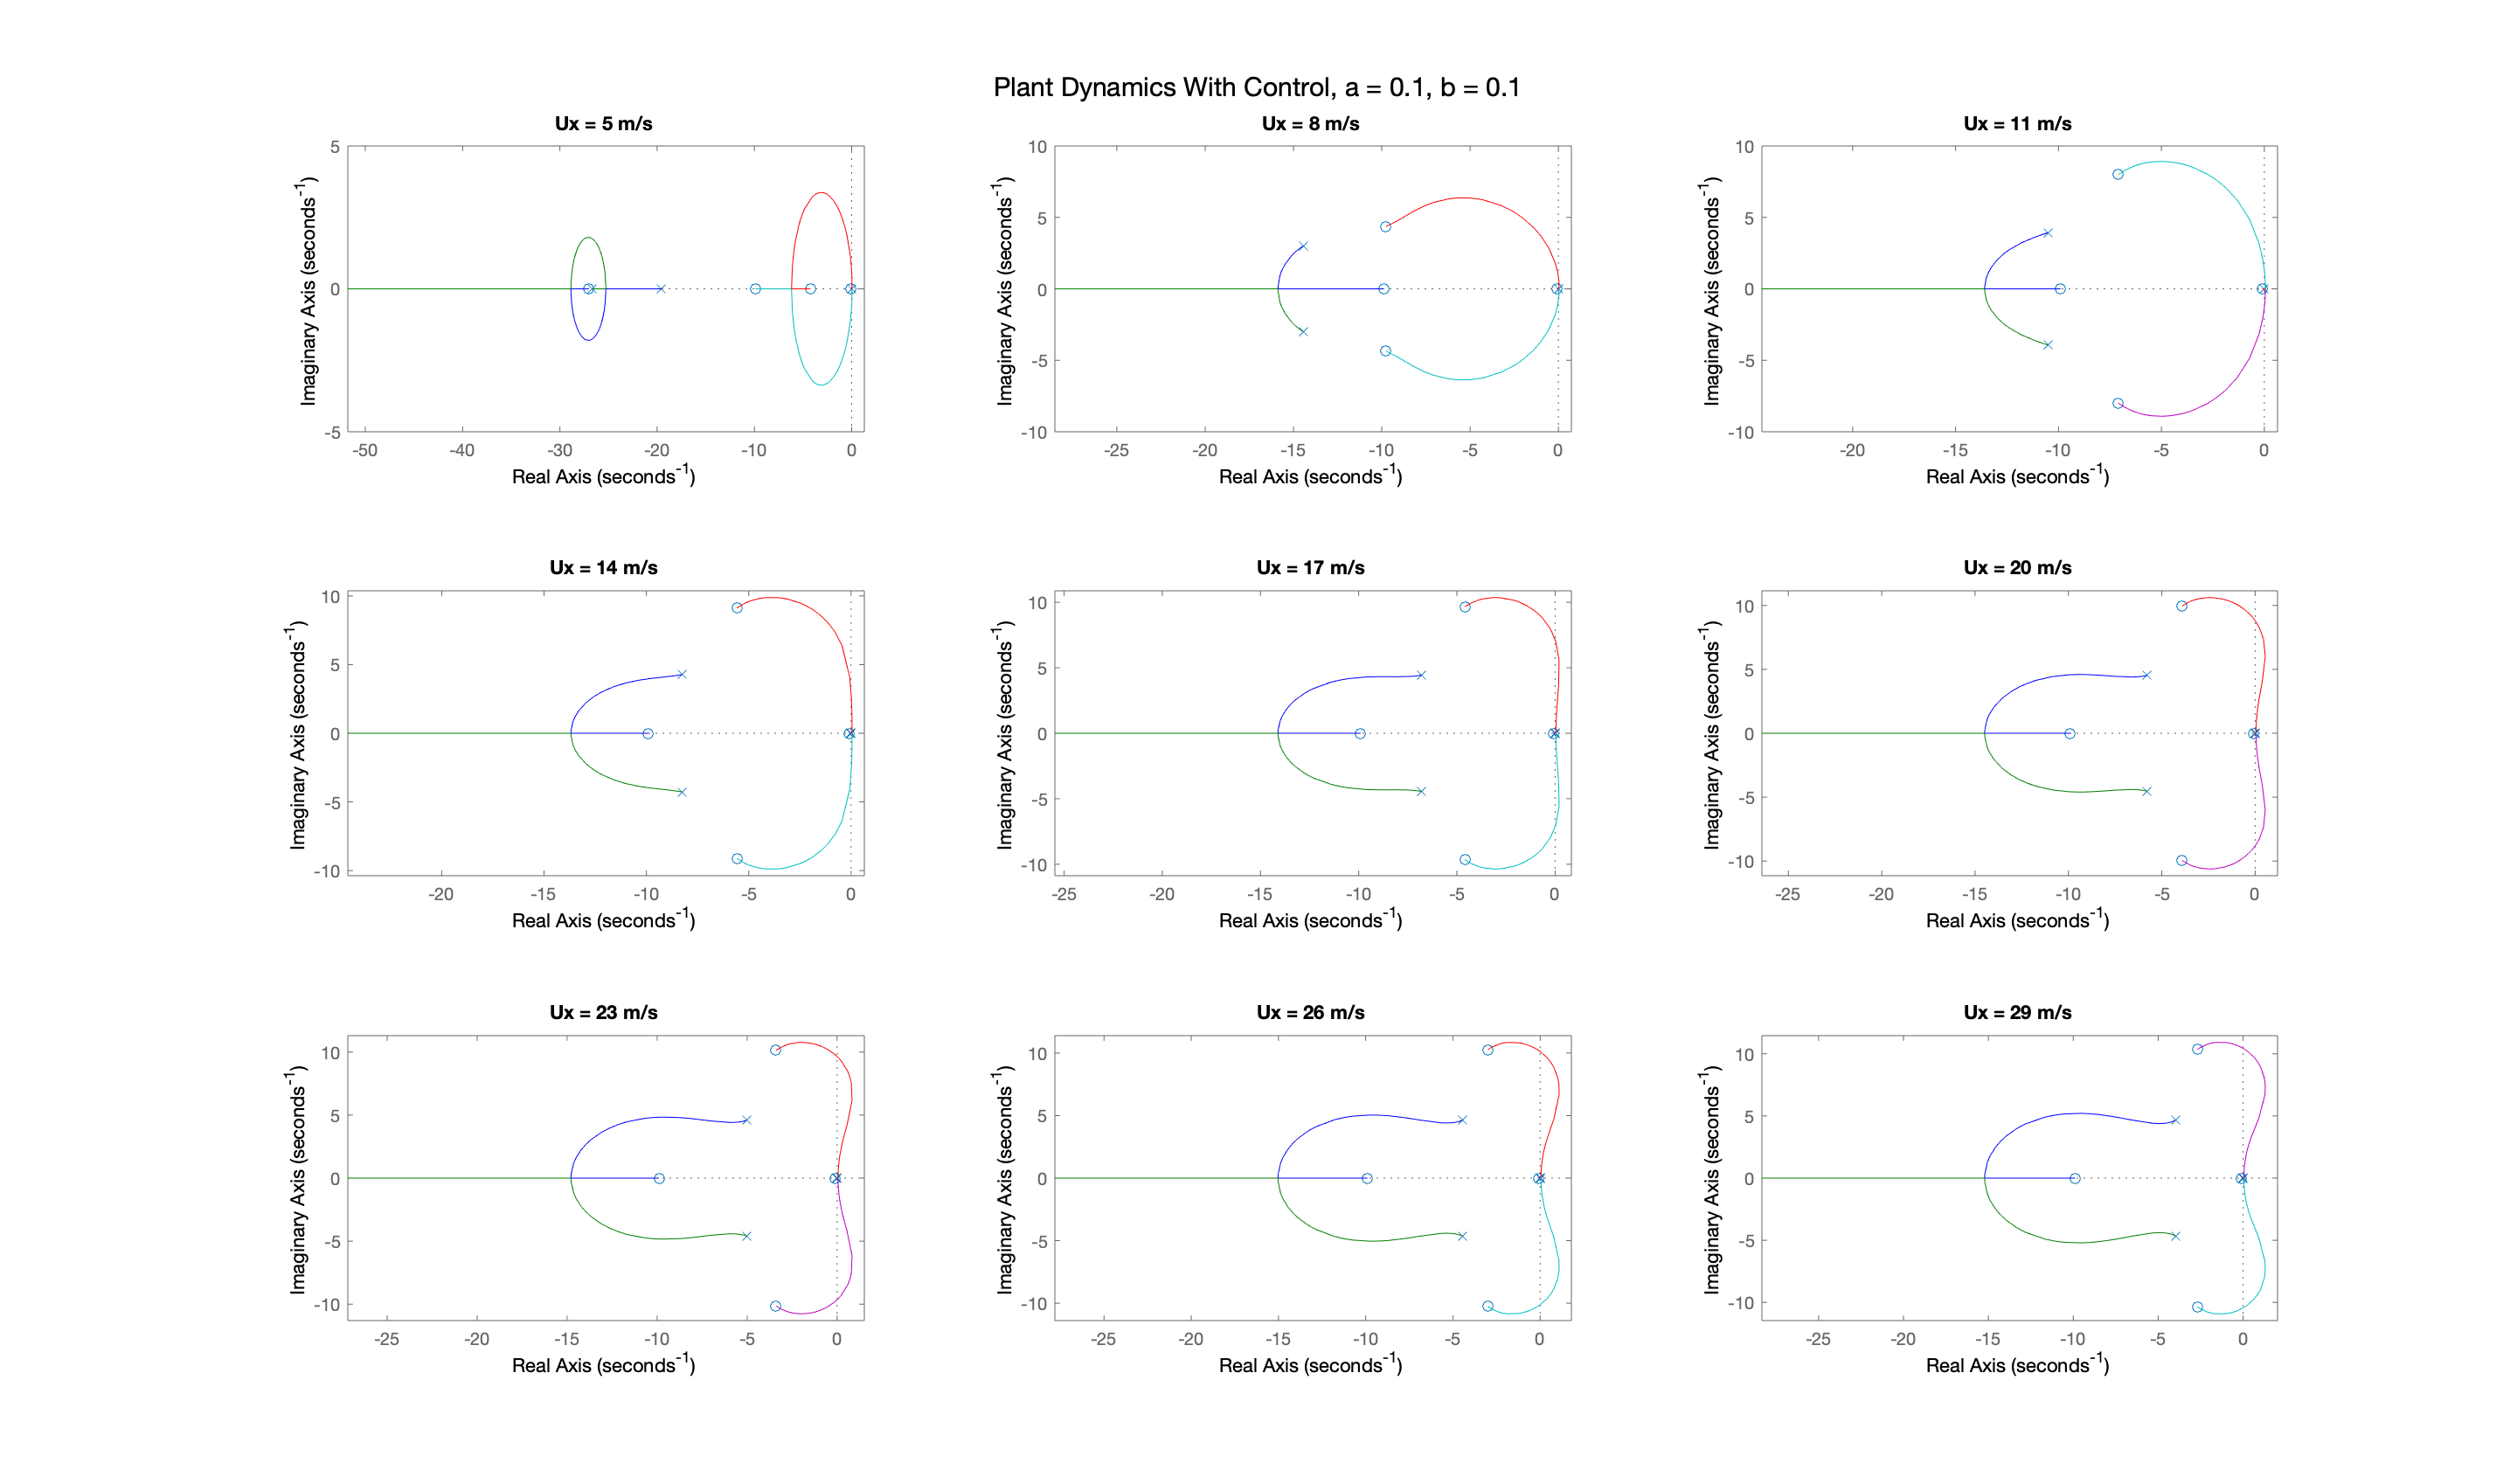 Plant Dynamics With Control, a = 0.1, b = 0.1
Ux = 5 m/s
5
0
-5
Imaginary Axis (seconds-1)
-50 -40 -30 -20 -10 0
Real Axis (seconds-1)
Ux = 8 m/s
10
5
0
-5
-10
Imaginary Axis (seconds-1)
-25 -20 -15 -10 -5 0
Real Axis (seconds-1)
Ux = 11 m/s
10
5
0
-5
-10
Imaginary Axis (seconds-1)
-20 -15 -10 -5 0
Real Axis (seconds-1)
Ux = 14 m/s
10
5
0
-5
-10
Imaginary Axis (seconds-1)
-20 -15 -10 -5 0
Real Axis (seconds-1)
Ux = 17 m/s
10
5
0
-5
-10
Imaginary Axis (seconds-1)
-25 -20 -15 -10 -5 0
Real Axis (seconds-1)
Ux = 20 m/s
10
5
0
-5
-10
Imaginary Axis (seconds-1)
-25 -20 -15 -10 -5 0
Real Axis (seconds-1)
Ux = 23 m/s
10
5
0
-5
-10
Imaginary Axis (seconds-1)
-25 -20 -15 -10 -5 0
Real Axis (seconds-1)
Ux = 26 m/s
10
5
0
-5
-10
Imaginary Axis (seconds-1)
-25 -20 -15 -10 -5 0
Real Axis (seconds-1)
Ux = 29 m/s
10
5
0
-5
-10
Imaginary Axis (seconds-1)
-25 -20 -15 -10 -5 0
Real Axis (seconds-1)